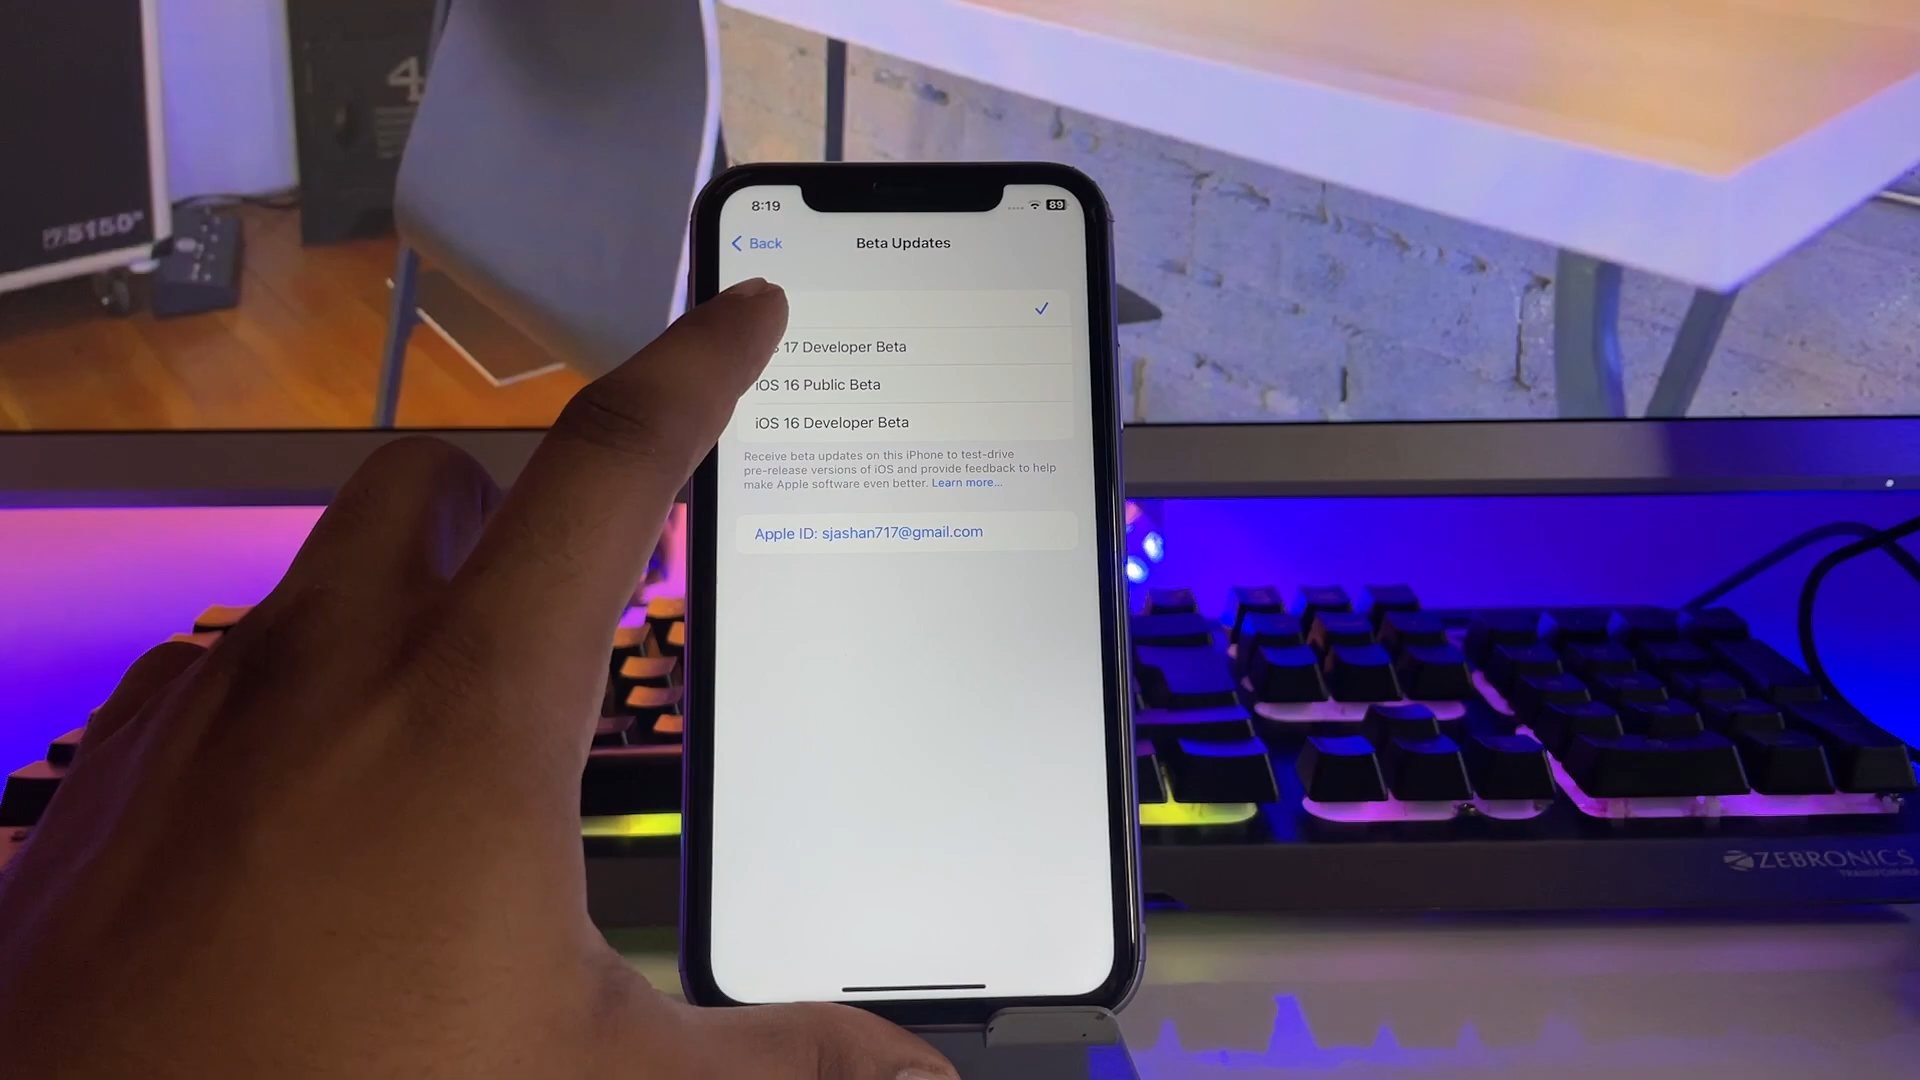 4
5150
8:19
89
Back
Beta Updates
17 Developer Beta
iOS 16 Public Beta
iOS 16 Developer Beta
Receive beta updates on this iPhone to test-drive
pre-release versions of iOS and provide feedback to help
make Apple software even better. Learn more...
Apple ID: sjashan717@gmail.com
ZEBRONICS